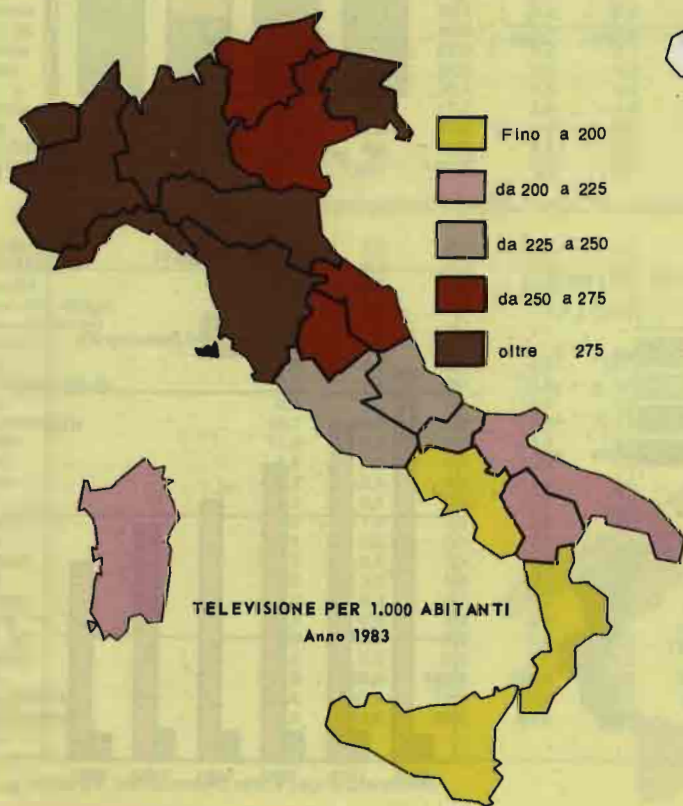 Fino a 200
da 200 a 225
da 225 a 250
da 250 a 275
oltre 275
TELEVISIONE PER 1.000 ABITANTI
Anno 1983